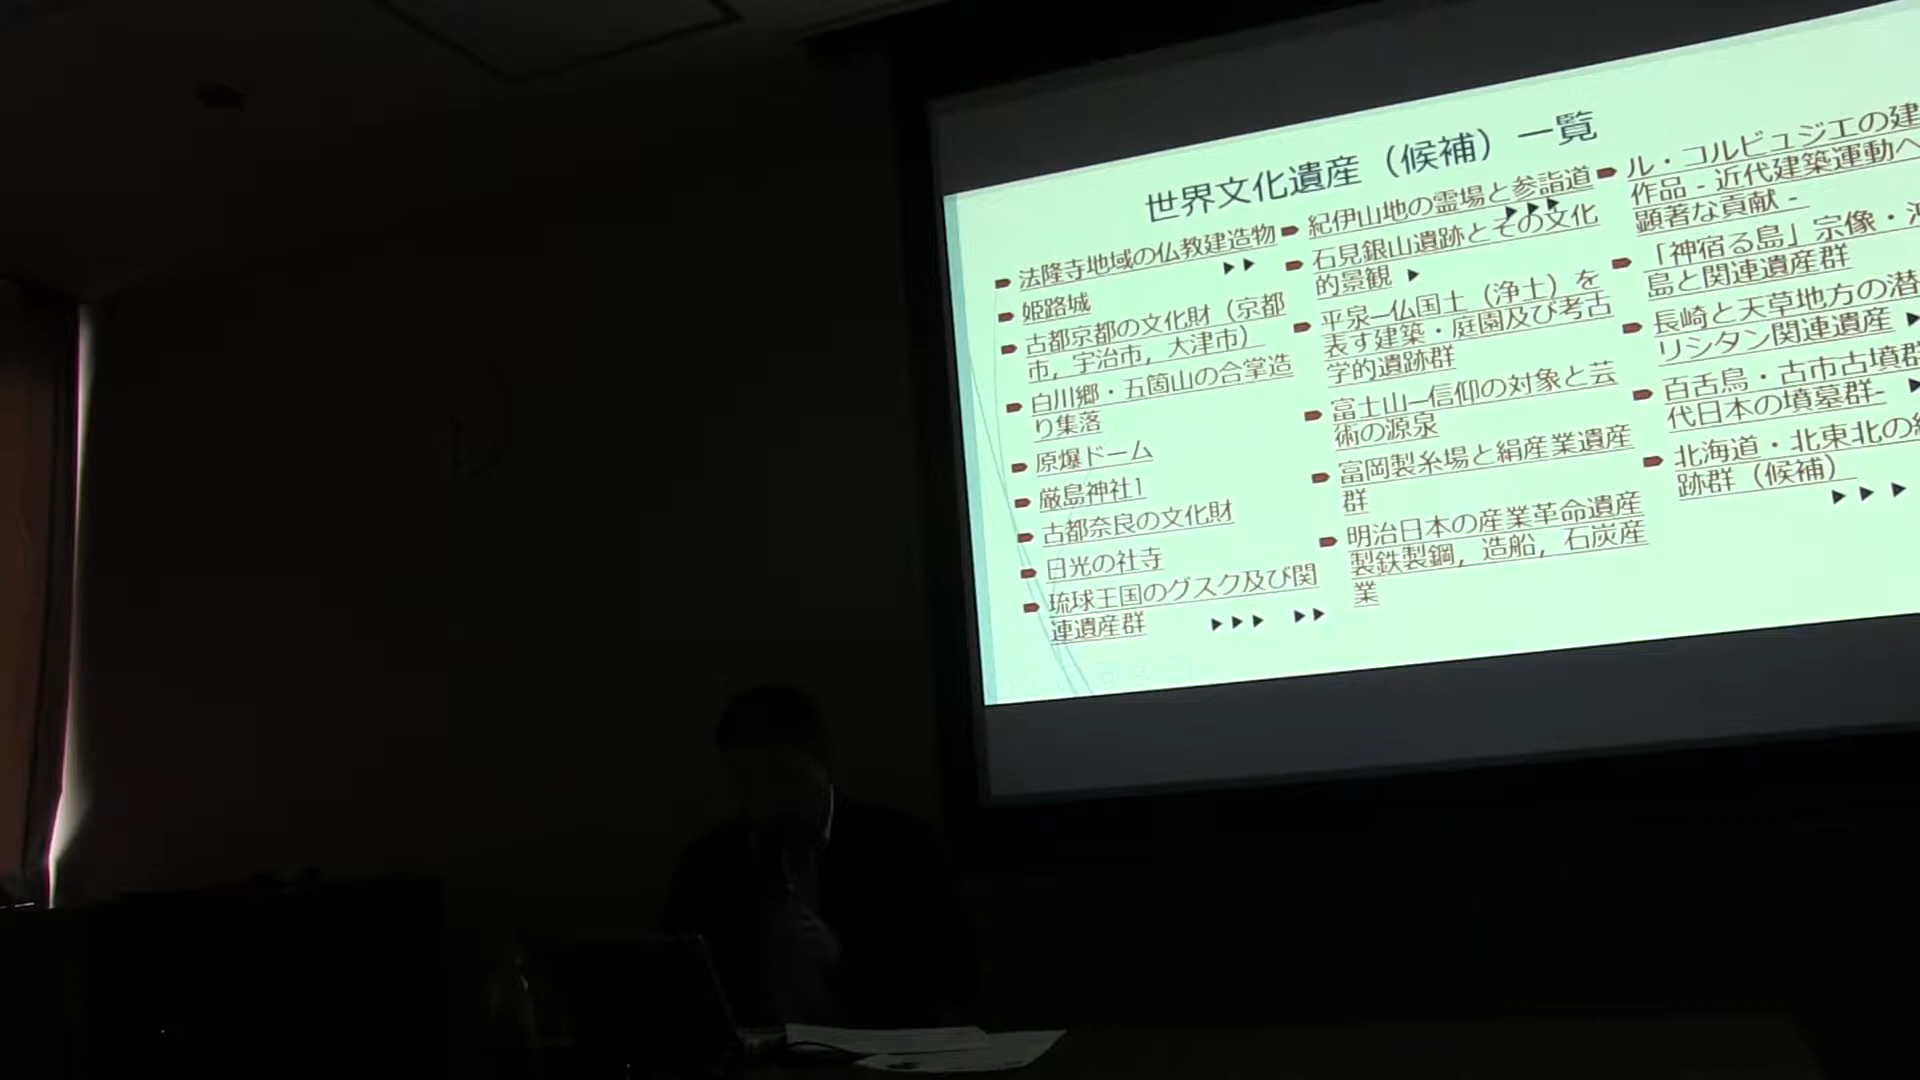 世界文化遺産（候補）一覧
法隆寺地域の仏教建造物
▶▶
姫路城
古都京都の文化財（京都
市，宇治市，大津市）
白川郷・五箇山の合掌造
り集落
原爆ドーム
厳島神社1
古都奈良の文化財
日光の社寺
琉球王国のグスク及び関
連遺産群 ▶▶▶ ▶▶
紀伊山地の霊場と参詣道
▶▶▶
石見銀山遺跡とその文化
的景観 ▶
平泉―仏国土（浄土）を
表す建築・庭園及び考古
学的遺跡群
富士山―信仰の対象と芸
術の源泉
富岡製糸場と絹産業遺産
群
明治日本の産業革命遺産
製鉄製鋼，造船，石炭産
業
ル・コルビュジエの建
作品 - 近代建築運動へ
顕著な貢献 -
「神宿る島」宗像・
島と関連遺産群
長崎と天草地方の潜
リシタン関連遺産 ▶
百舌鳥・古市古墳群
代日本の墳墓群- ▶
北海道・北東北の
跡群（候補）
▶▶▶